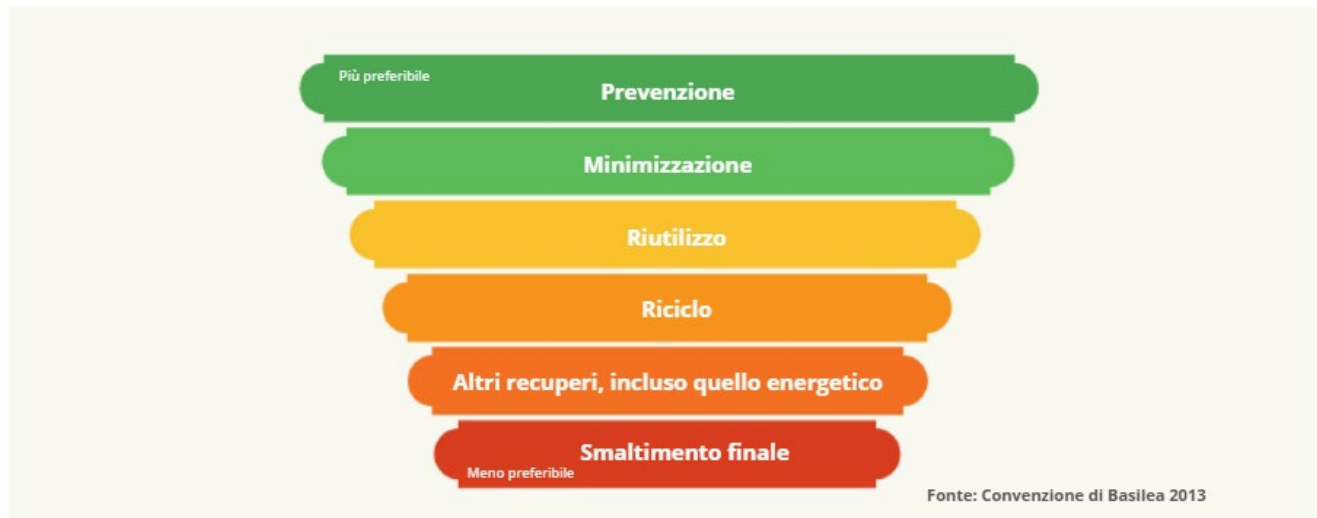 Più preferibile
Prevenzione
Minimizzazione
Riutilizzo
Riciclo
Altri recuperi, incluso quello energetico
Smaltimento finale
Meno preferibile
Fonte: Convenzione di Basilea 2013